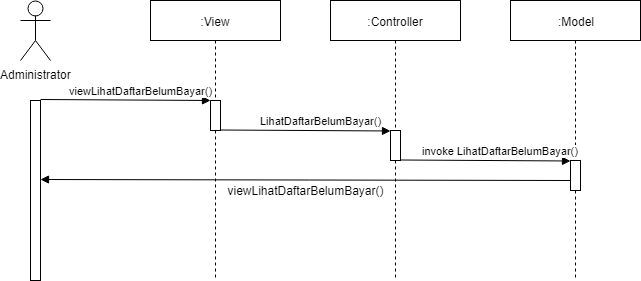 :View
:Controller
:Model
Administrator
viewLihatDaftarBelumBayar()
LihatDaftarBelumBayar()
invoke LihatDaftarBelumBayar()
viewLihatDaftarBelumBayar()